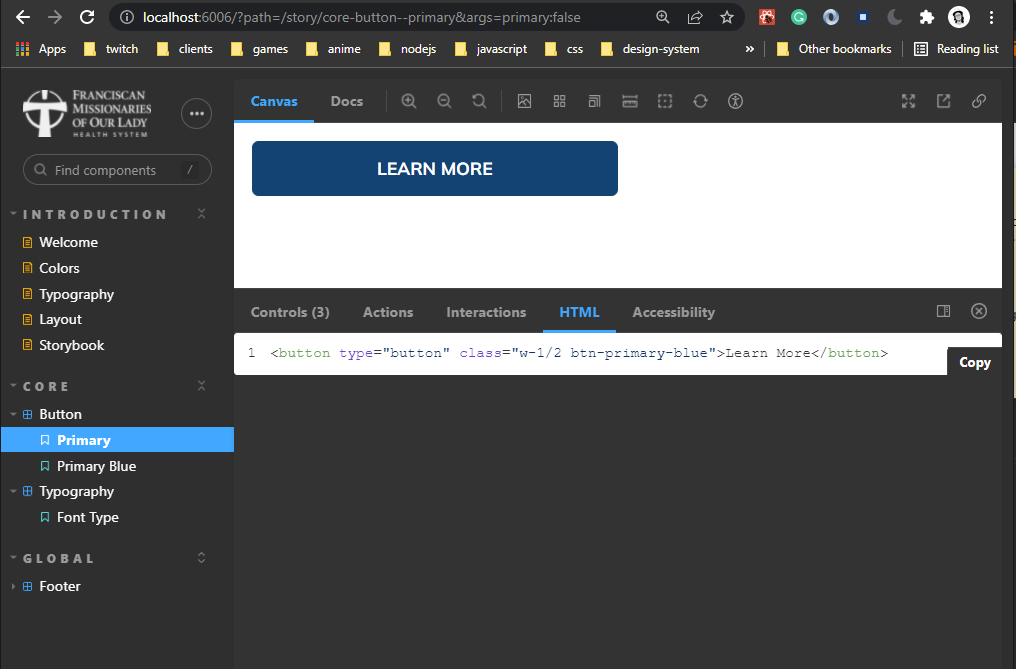 localhost:6006/?path=/story/core-button--primary&args=primary:false
Apps twitch clients games anime nodejs javascript css design-system » Other bookmarks Reading list
FRANCISCAN
MISSIONARIES
OF OUR LADY
HEALTH SYSTEM
Find components /
INTRODUCTION
Welcome
Colors
Typography
Layout
Storybook
CORE
Button
Primary
Primary Blue
Typography
Font Type
GLOBAL
Footer
Canvas Docs
LEARN MORE
Controls (3) Actions Interactions HTML Accessibility
1 <button type="button" class="w-1/2 btn-primary-blue">Learn More</button>
Copy